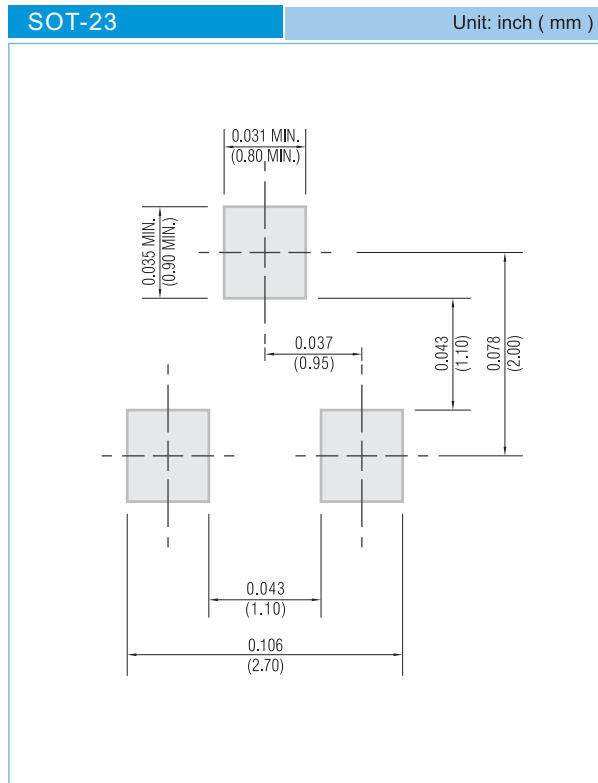 SOT-23
Unit: inch ( mm )
0.031 MIN.
(0.80 MIN.)
0.035 MIN.
(0.90 MIN.)
0.037
(0.95)
0.043
(1.10)
0.078
(2.00)
0.043
(1.10)
0.106
(2.70)